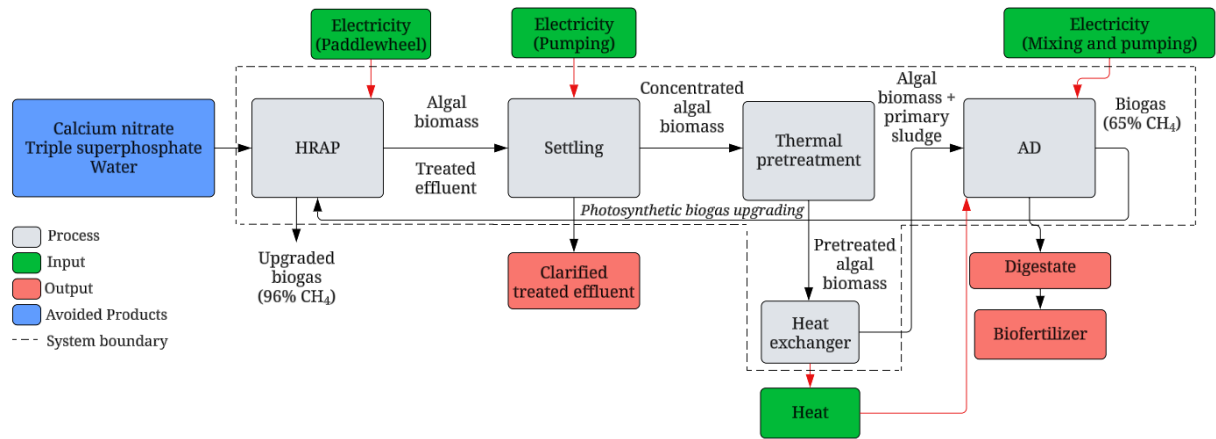 Electricity
(Paddlewheel)
Electricity
(Pumping)
Electricity
(Mixing and pumping)
Calcium nitrate
Triple superphosphate
Water
HRAP
Algal
biomass
Treated
effluent
Settling
Concentrated
algal
biomass
Thermal
pretreatment
Algal
biomass +
primary
sludge
AD
Biogas
(65% CH₄)
Photosynthetic biogas upgrading
Process
Input
Output
Avoided Products
System boundary
Upgraded
biogas
(96% CH₄)
Clarified
treated effluent
Pretreated
algal
biomass
Heat
exchanger
Heat
Digestate
Biofertilizer